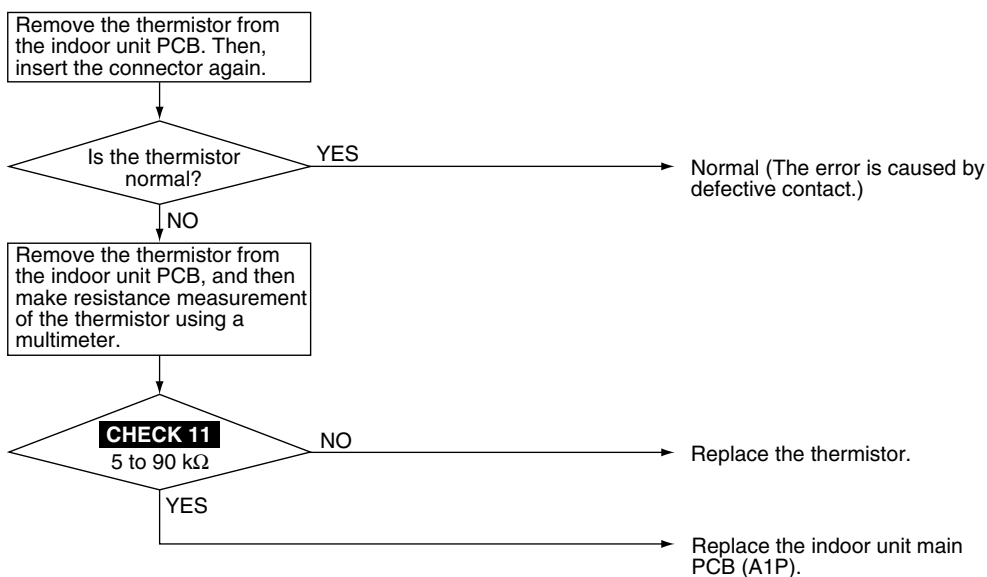 Remove the thermistor from
the indoor unit PCB. Then,
insert the connector again.
Is the thermistor
normal?
YES
Normal (The error is caused by
defective contact.)
NO
Remove the thermistor from
the indoor unit PCB, and then
make resistance measurement
of the thermistor using a
multimeter.
CHECK 11
5 to 90 kΩ
NO
Replace the thermistor.
YES
Replace the indoor unit main
PCB (A1P).